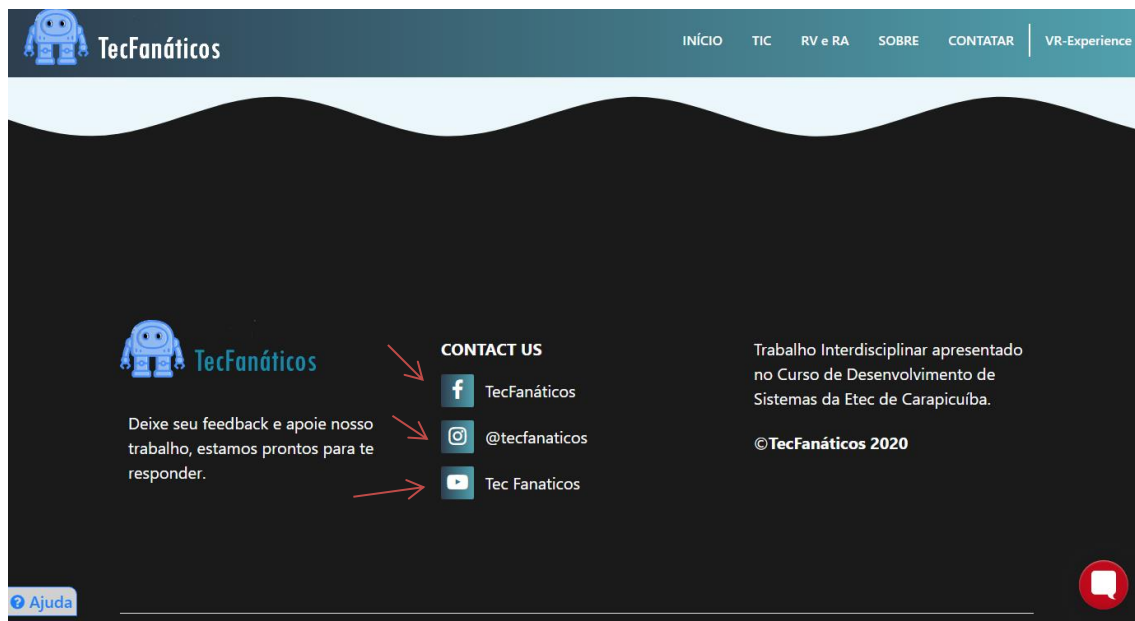 TecFanáticos
INÍCIO TIC RV e RA SOBRE CONTATAR VR-Experience
TecFanáticos
Deixe seu feedback e apoie nosso
trabalho, estamos prontos para te
responder.
CONTACT US
TecFanáticos
@tecfanaticos
Tec Fanaticos
Trabalho Interdisciplinar apresentado
no Curso de Desenvolvimento de
Sistemas da Etec de Carapicuíba.
©TecFanáticos 2020
Ajuda